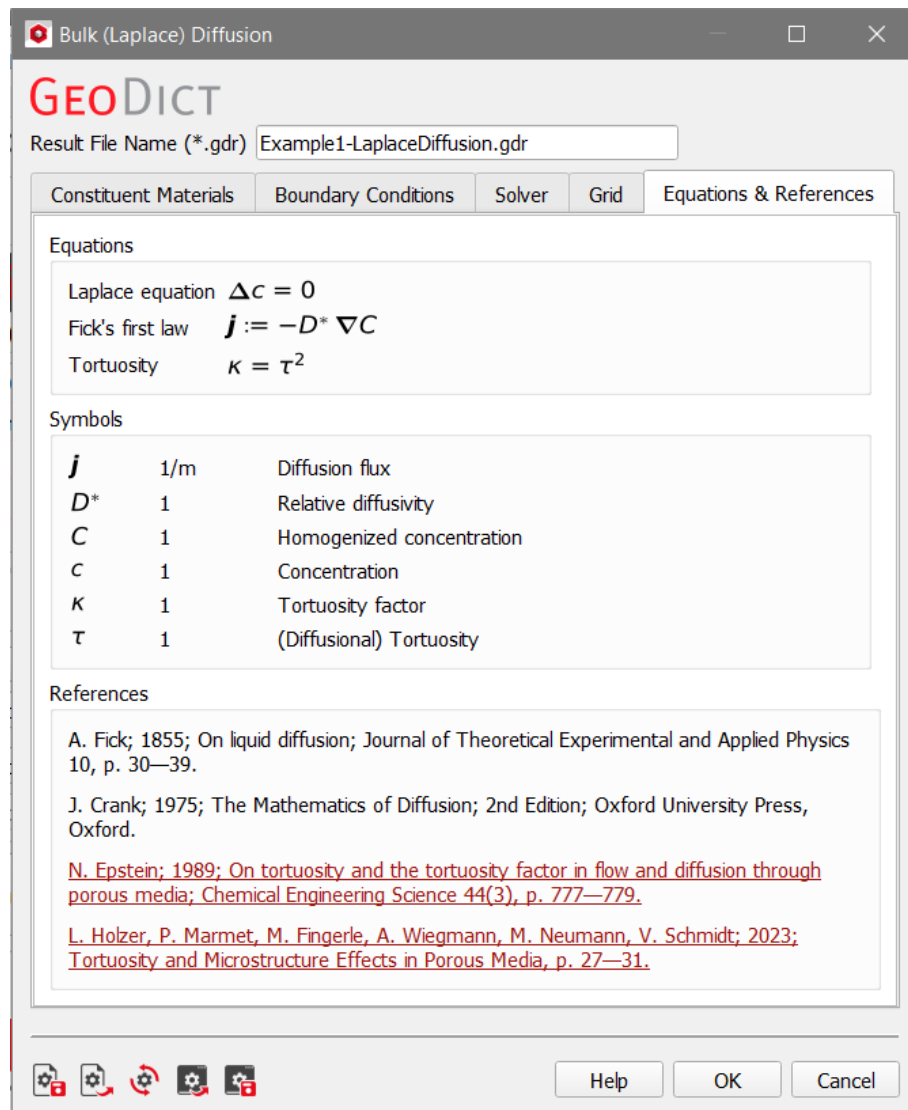 Bulk (Laplace) Diffusion
GEODICT
Result File Name (*.gdr) Example1-LaplaceDiffusion.gdr
Constituent Materials Boundary Conditions Solver Grid Equations & References
Equations
Laplace equation Δc = 0
Fick's first law j := −D* ∇C
Tortuosity κ = τ²
Symbols
j 1/m Diffusion flux
D* 1 Relative diffusivity
C 1 Homogenized concentration
c 1 Concentration
κ 1 Tortuosity factor
τ 1 (Diffusional) Tortuosity
References
A. Fick; 1855; On liquid diffusion; Journal of Theoretical Experimental and Applied Physics
10, p. 30—39.
J. Crank; 1975; The Mathematics of Diffusion; 2nd Edition; Oxford University Press,
Oxford.
N. Epstein; 1989; On tortuosity and the tortuosity factor in flow and diffusion through
porous media; Chemical Engineering Science 44(3), p. 777—779.
L. Holzer, P. Marmet, M. Fingerle, A. Wiegmann, M. Neumann, V. Schmidt; 2023;
Tortuosity and Microstructure Effects in Porous Media, p. 27—31.
Help OK Cancel